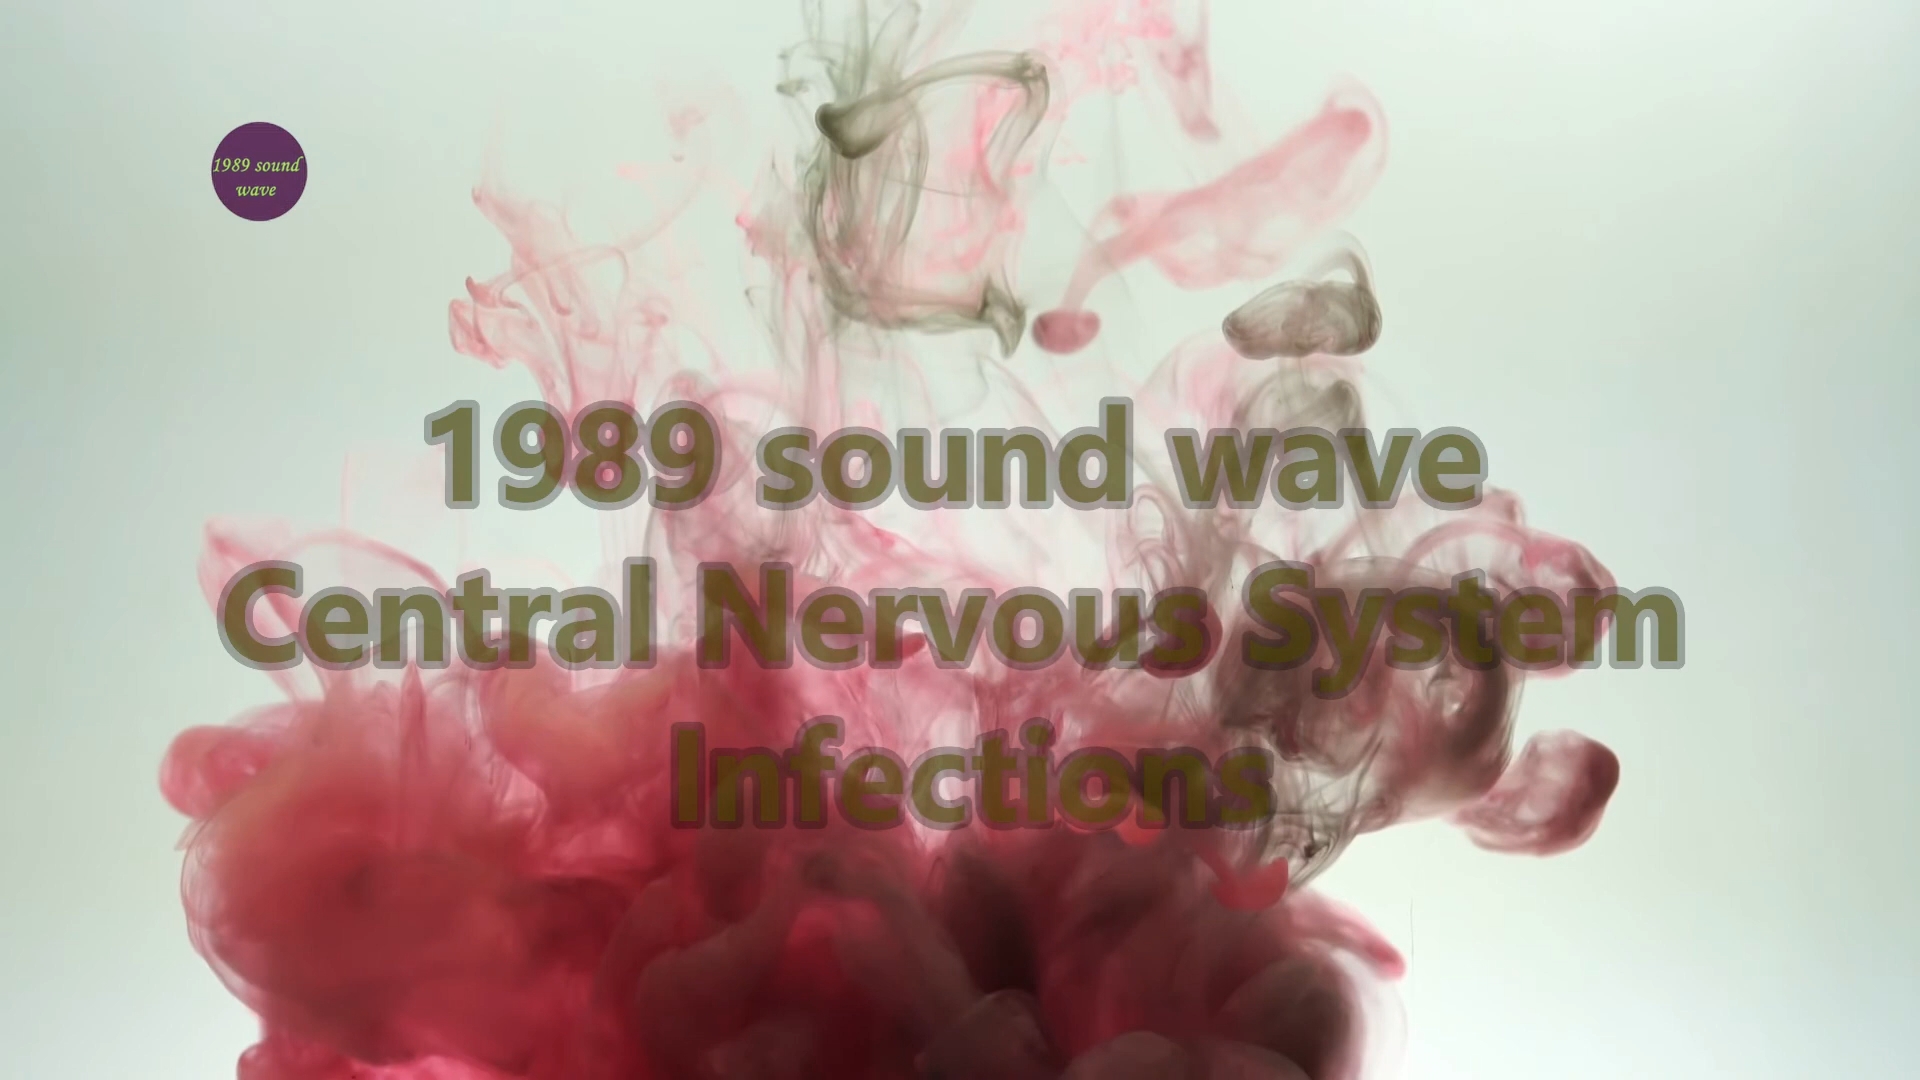 1989 sound
wave
1989 sound wave
Central Nervous System
Infections